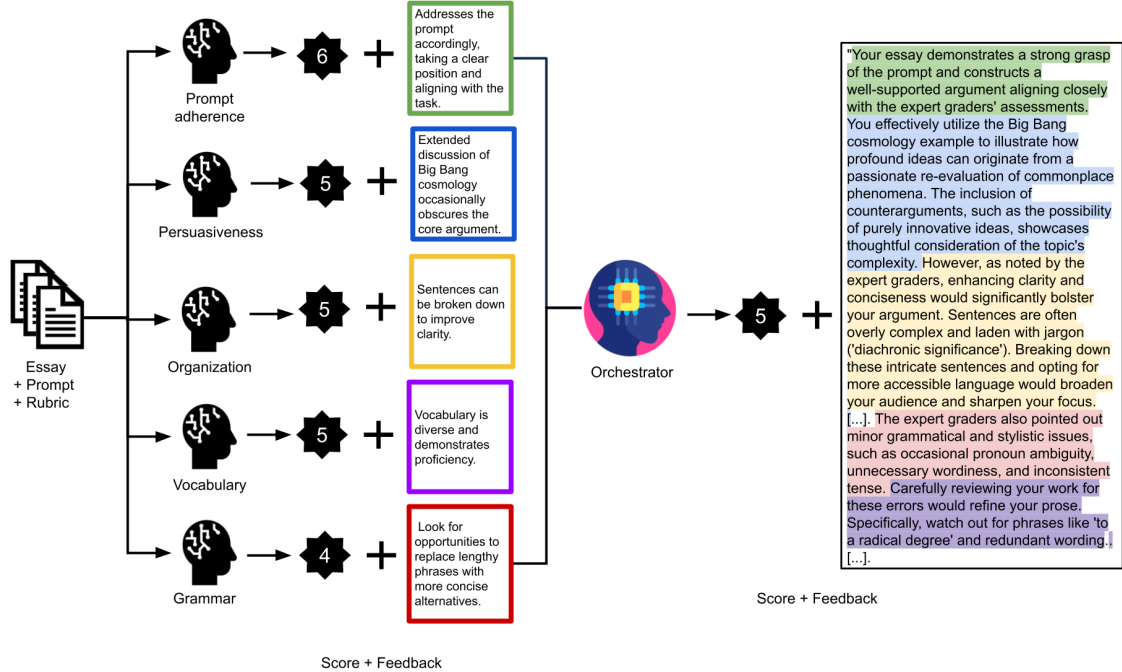 Essay
+ Prompt
+ Rubric
Prompt
adherence
6
+
Addresses the
prompt
accordingly,
taking a clear
position and
aligning with the
task.
Persuasiveness
5
+
Extended
discussion of
Big Bang
cosmology
occasionally
obscures the
core argument.
Organization
5
+
Sentences can
be broken down
to improve
clarity.
Vocabulary
5
+
Vocabulary is
diverse and
demonstrates
proficiency.
Grammar
4
+
Look for
opportunities to
replace lengthy
phrases with
more concise
alternatives.
Score + Feedback
Orchestrator
5
+
"Your essay demonstrates a strong grasp
of the prompt and constructs a
well-supported argument aligning closely
with the expert graders' assessments.
You effectively utilize the Big Bang
cosmology example to illustrate how
profound ideas can originate from a
passionate re-evaluation of commonplace
phenomena. The inclusion of
counterarguments, such as the possibility
of purely innovative ideas, showcases
thoughtful consideration of the topic's
complexity. However, as noted by the
expert graders, enhancing clarity and
conciseness would significantly bolster
your argument. Sentences are often
overly complex and laden with jargon
('diachronic significance'). Breaking down
these intricate sentences and opting for
more accessible language would broaden
your audience and sharpen your focus.
[...]. The expert graders also pointed out
minor grammatical and stylistic issues,
such as occasional pronoun ambiguity,
unnecessary wordiness, and inconsistent
tense. Carefully reviewing your work for
these errors would refine your prose.
Specifically, watch out for phrases like 'to
a radical degree' and redundant wording..
[...].
Score + Feedback